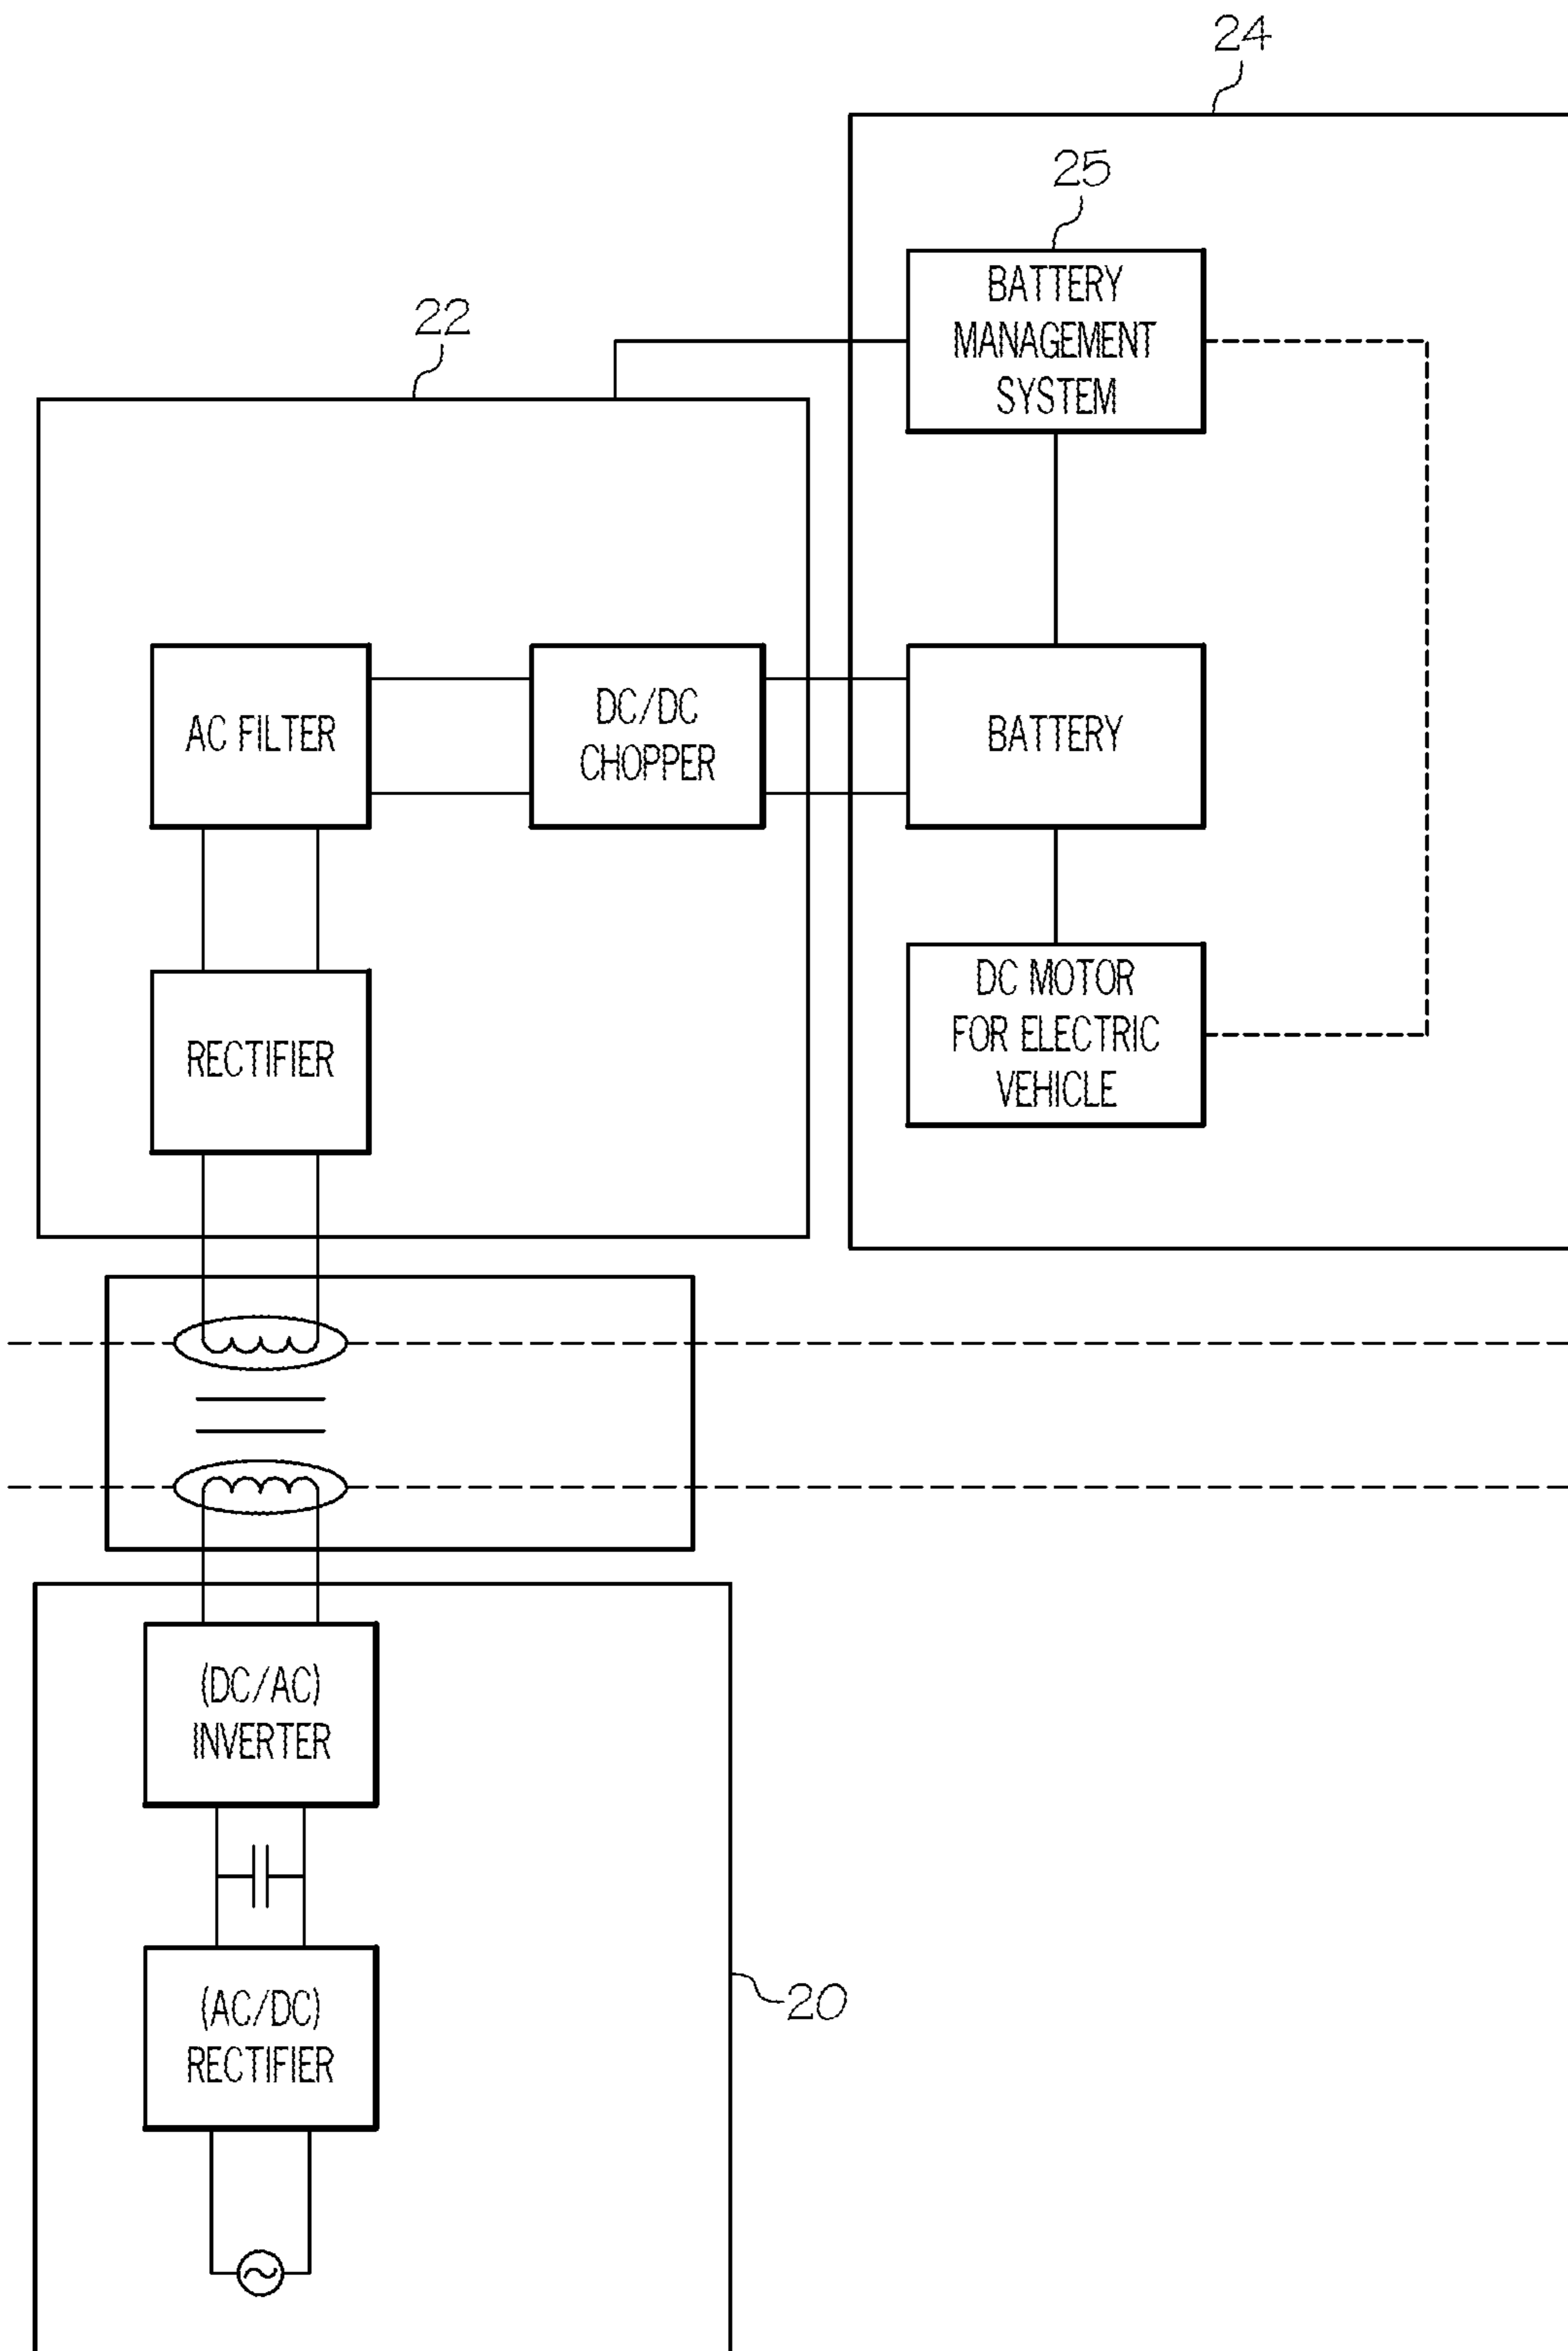 24
25
BATTERY
MANAGEMENT
SYSTEM
22
AC FILTER
DC/DC
CHOPPER
BATTERY
RECTIFIER
DC MOTOR
FOR ELECTRIC
VEHICLE
(DC/AC)
INVERTER
(AC/DC)
RECTIFIER
20